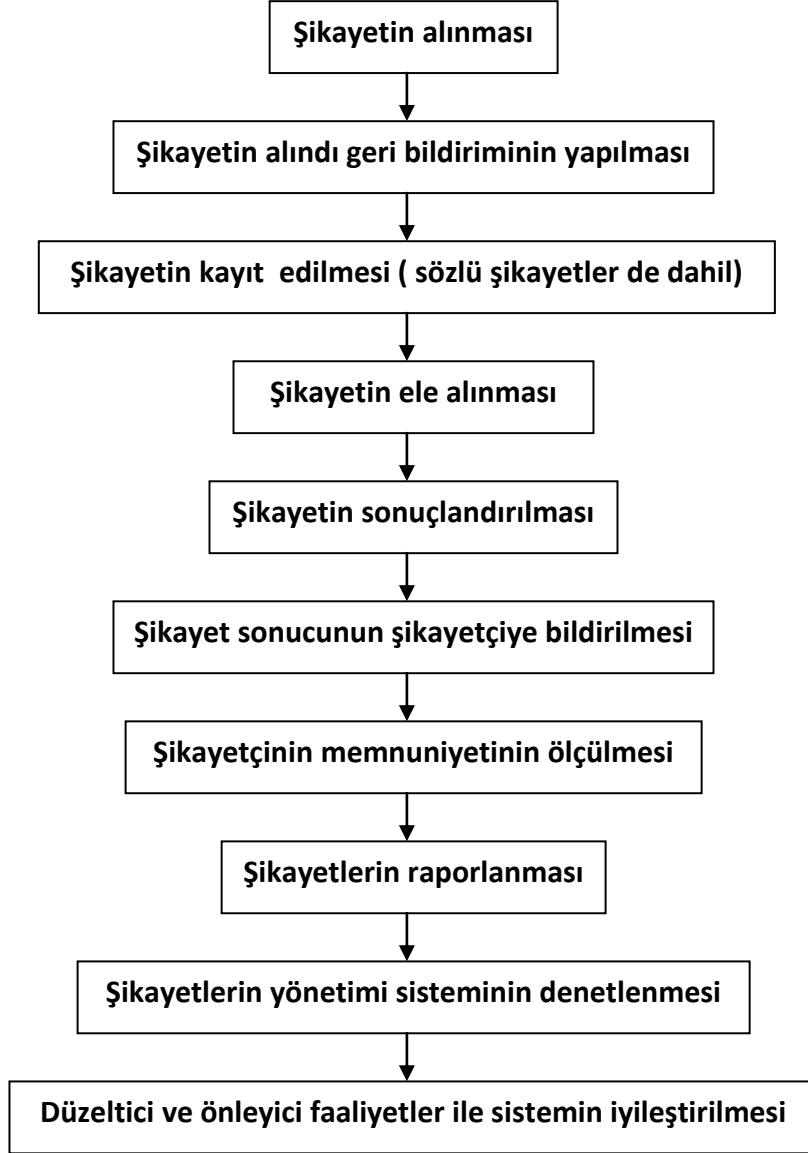 Şikayetin alınması
Şikayetin alındı geri bildiriminin yapılması
Şikayetin kayıt  edilmesi ( sözlü şikayetler de dahil)
Şikayetin ele alınması
Şikayetin sonuçlandırılması
Şikayet sonucunun şikayetçiye bildirilmesi
Şikayetçinin memnuniyetinin ölçülmesi
Şikayetlerin raporlanması
Şikayetlerin yönetimi sisteminin denetlenmesi
Düzeltici ve önleyici faaliyetler ile sistemin iyileştirilmesi